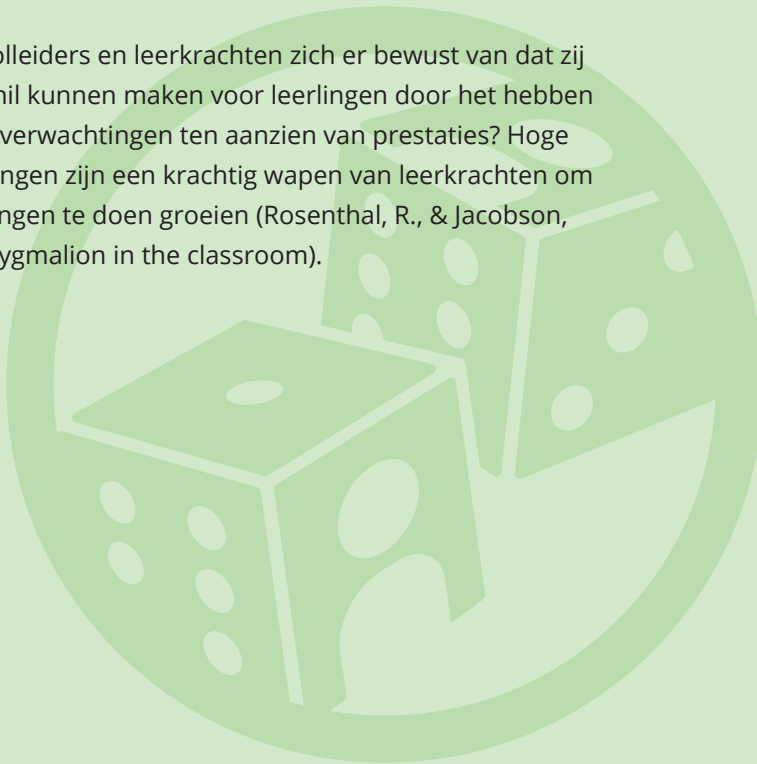 olleiders en leerkrachten zich er bewust van dat zij
hil kunnen maken voor leerlingen door het hebben
verwachtingen ten aanzien van prestaties? Hoge
ngen zijn een krachtig wapen van leerkrachten om
ngen te doen groeien (Rosenthal, R., & Jacobson,
ygmalion in the classroom).